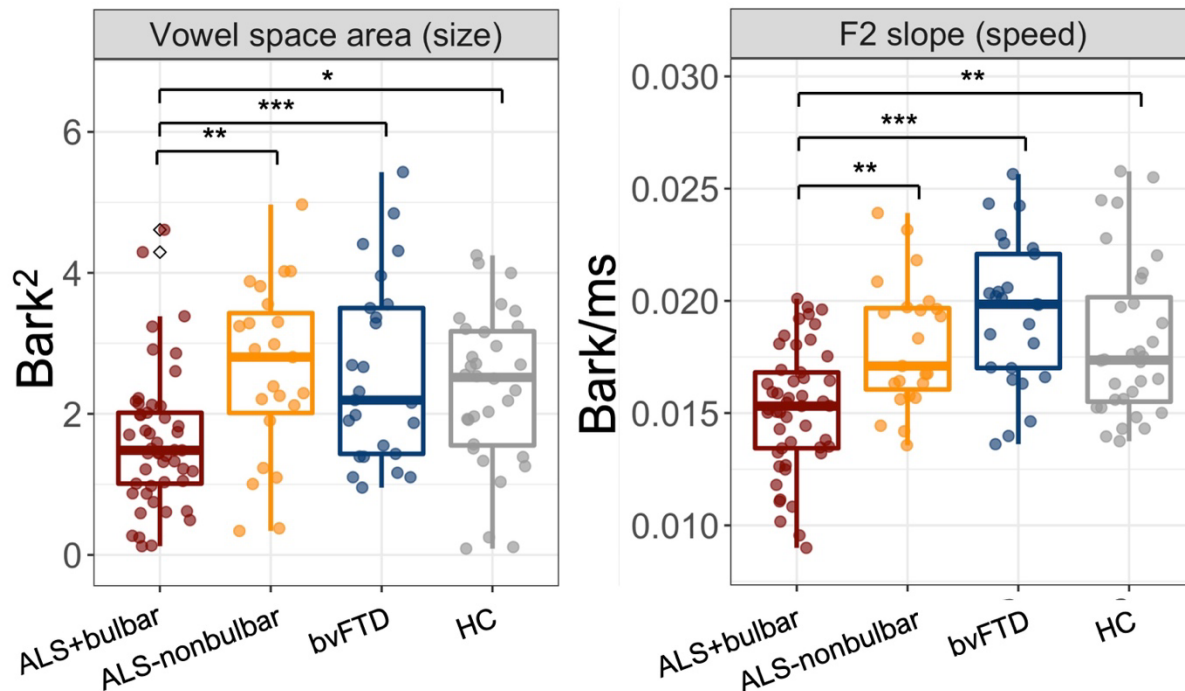 Vowel space area (size)
*
***
**
6
4
2
0
Bark²
ALS+bulbar
ALS-nonbulbar
bvFTD
HC
F2 slope (speed)
**
***
**
0.030
0.025
0.020
0.015
0.010
Bark/ms
ALS+bulbar
ALS-nonbulbar
bvFTD
HC